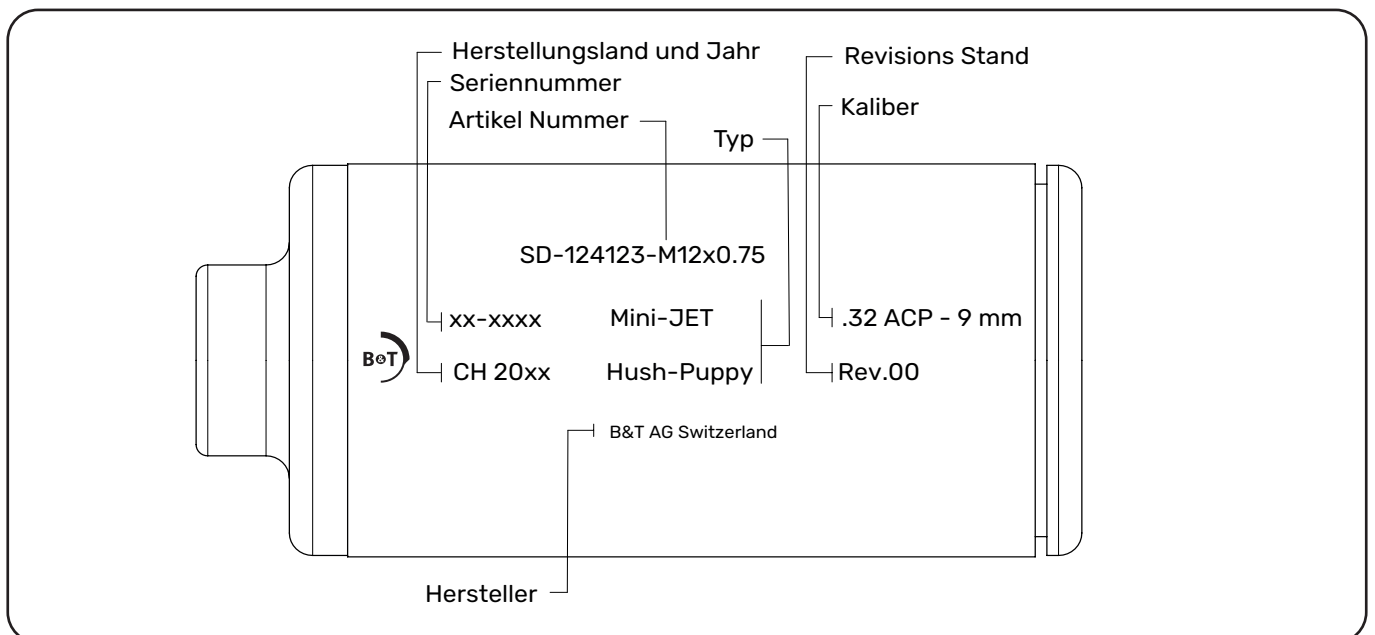 Herstellungsland und Jahr
Revisions Stand
Seriennummer
Kaliber
Artikel Nummer
Typ
SD-124123-M12x0.75
xx-xxxx
Mini-JET
.32 ACP - 9 mm
B&T
CH 20xx
Hush-Puppy
Rev.00
B&T AG Switzerland
Hersteller